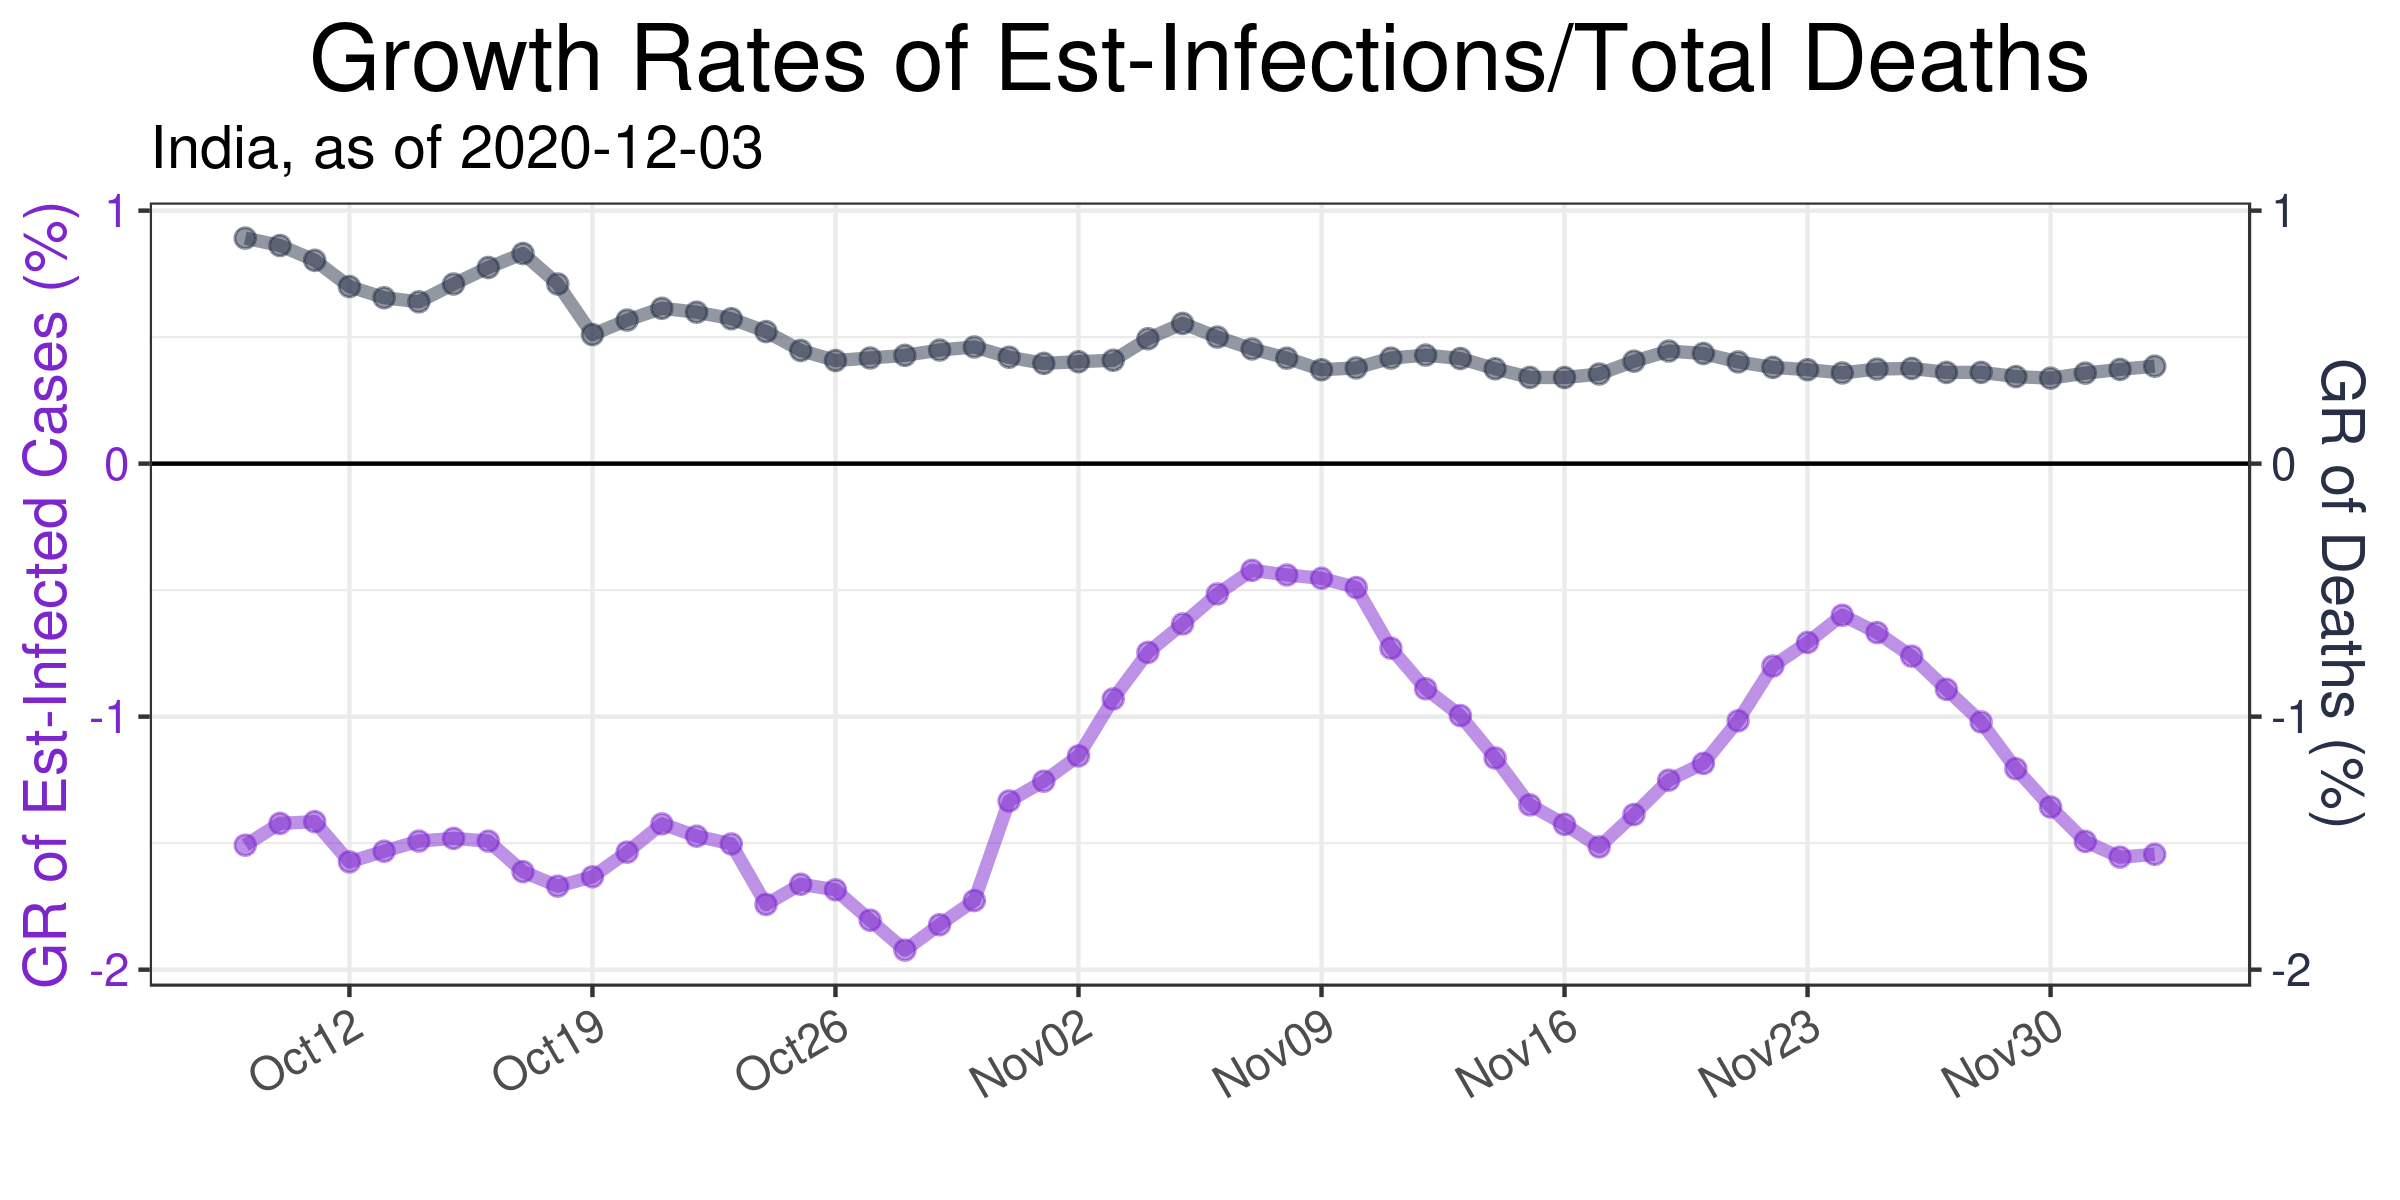 Growth Rates of Est-Infections/Total Deaths
India, as of 2020-12-03
GR of Est-Infected Cases (%)
1
0
-1
-2
1
0
-1
-2
GR of Deaths (%)
Oct12
Oct19
Oct26
Nov02
Nov09
Nov16
Nov23
Nov30